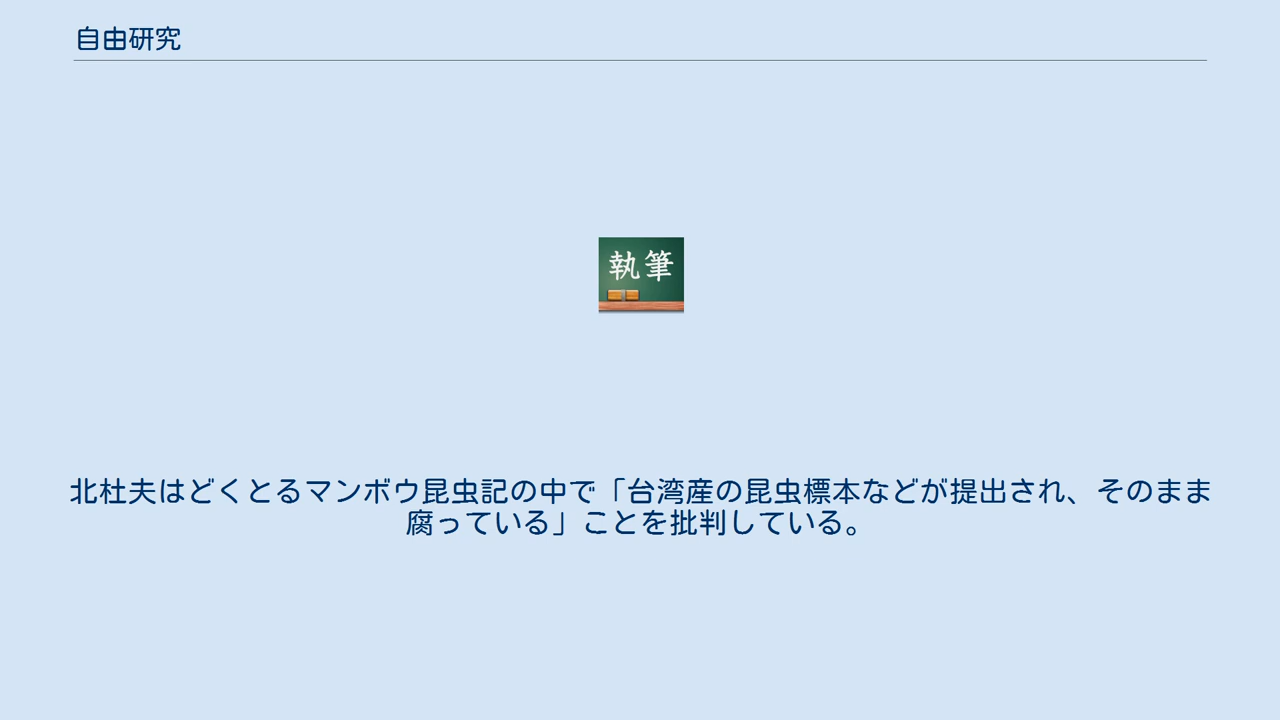 自由研究
執筆
北杜夫はどくとるマンボウ昆虫記の中で「台湾産の昆虫標本などが提出され、そのまま
腐っている」ことを批判している。